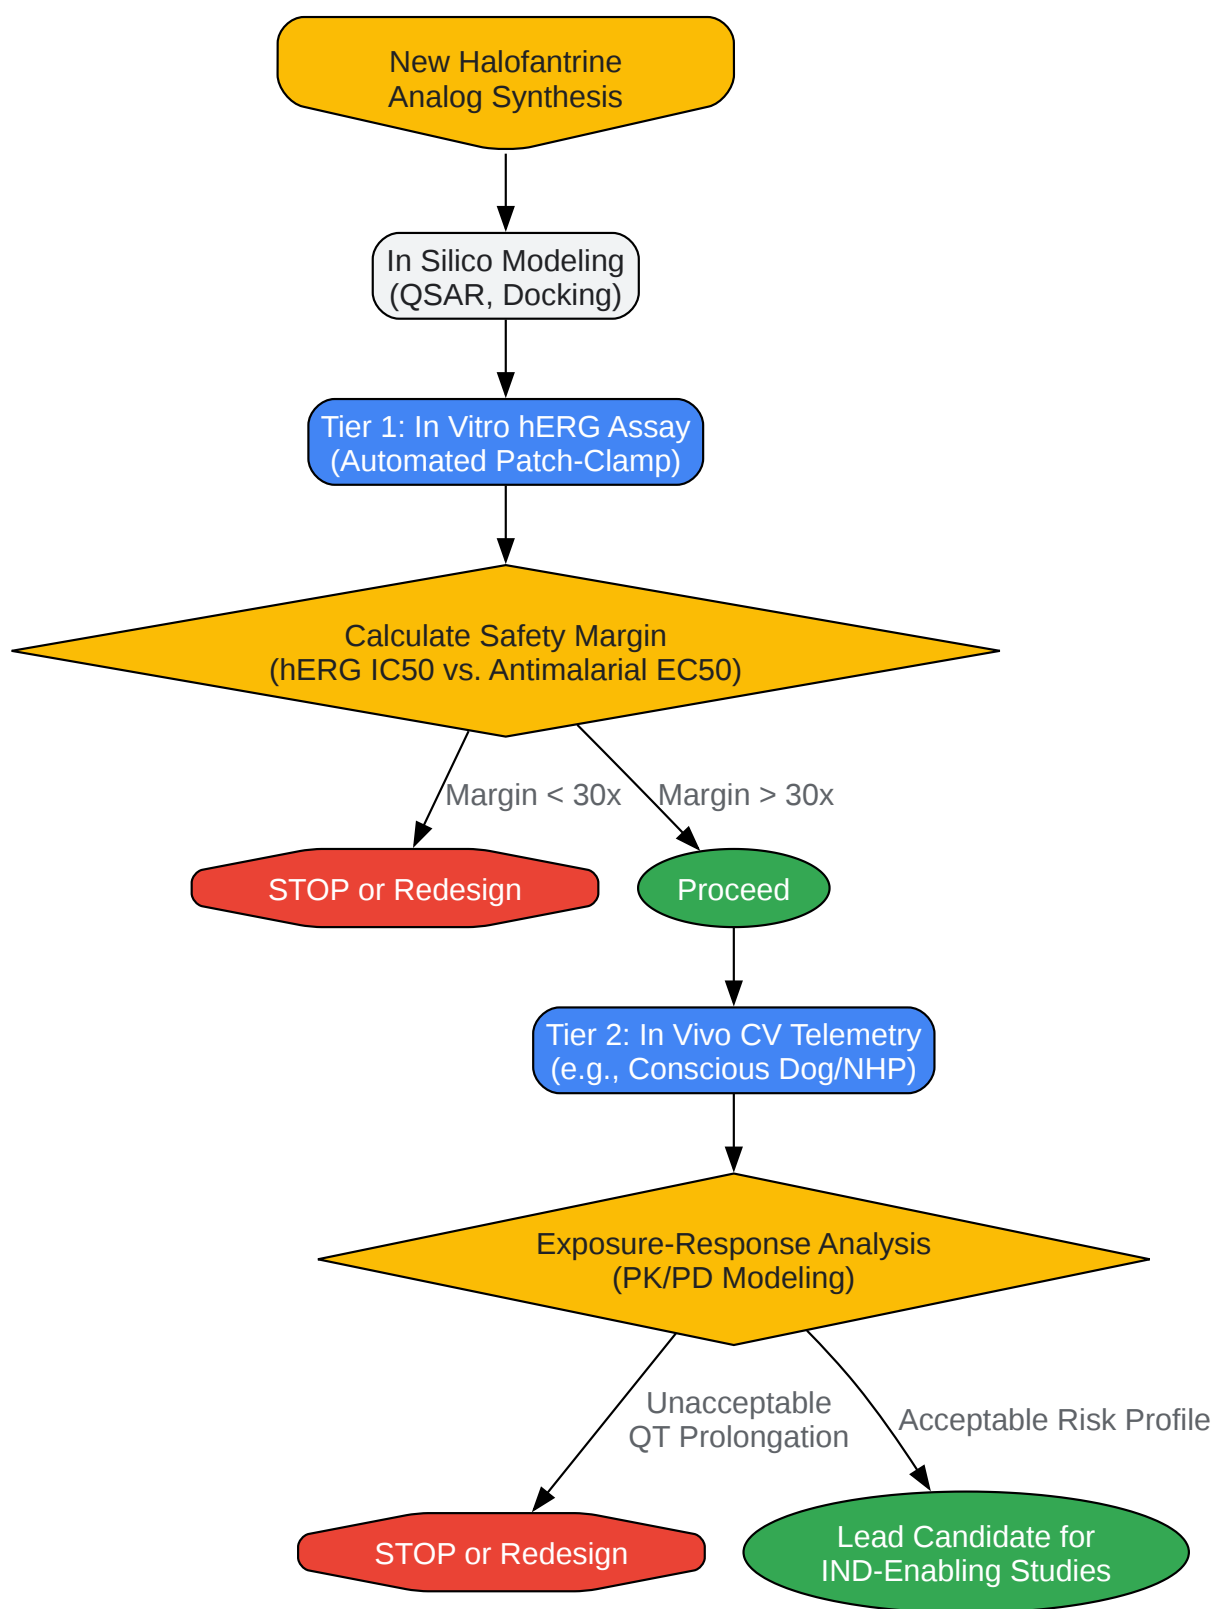 New Halofantrine
Analog Synthesis
In Silico Modeling
(QSAR, Docking)
Tier 1: In Vitro hERG Assay
(Automated Patch-Clamp)
Calculate Safety Margin
(hERG IC50 vs. Antimalarial EC50)
Margin < 30x
Margin > 30x
STOP or Redesign
Proceed
Tier 2: In Vivo CV Telemetry
(e.g., Conscious Dog/NHP)
Exposure-Response Analysis
(PK/PD Modeling)
Unacceptable
QT Prolongation
Acceptable Risk Profile
STOP or Redesign
Lead Candidate for
IND-Enabling Studies